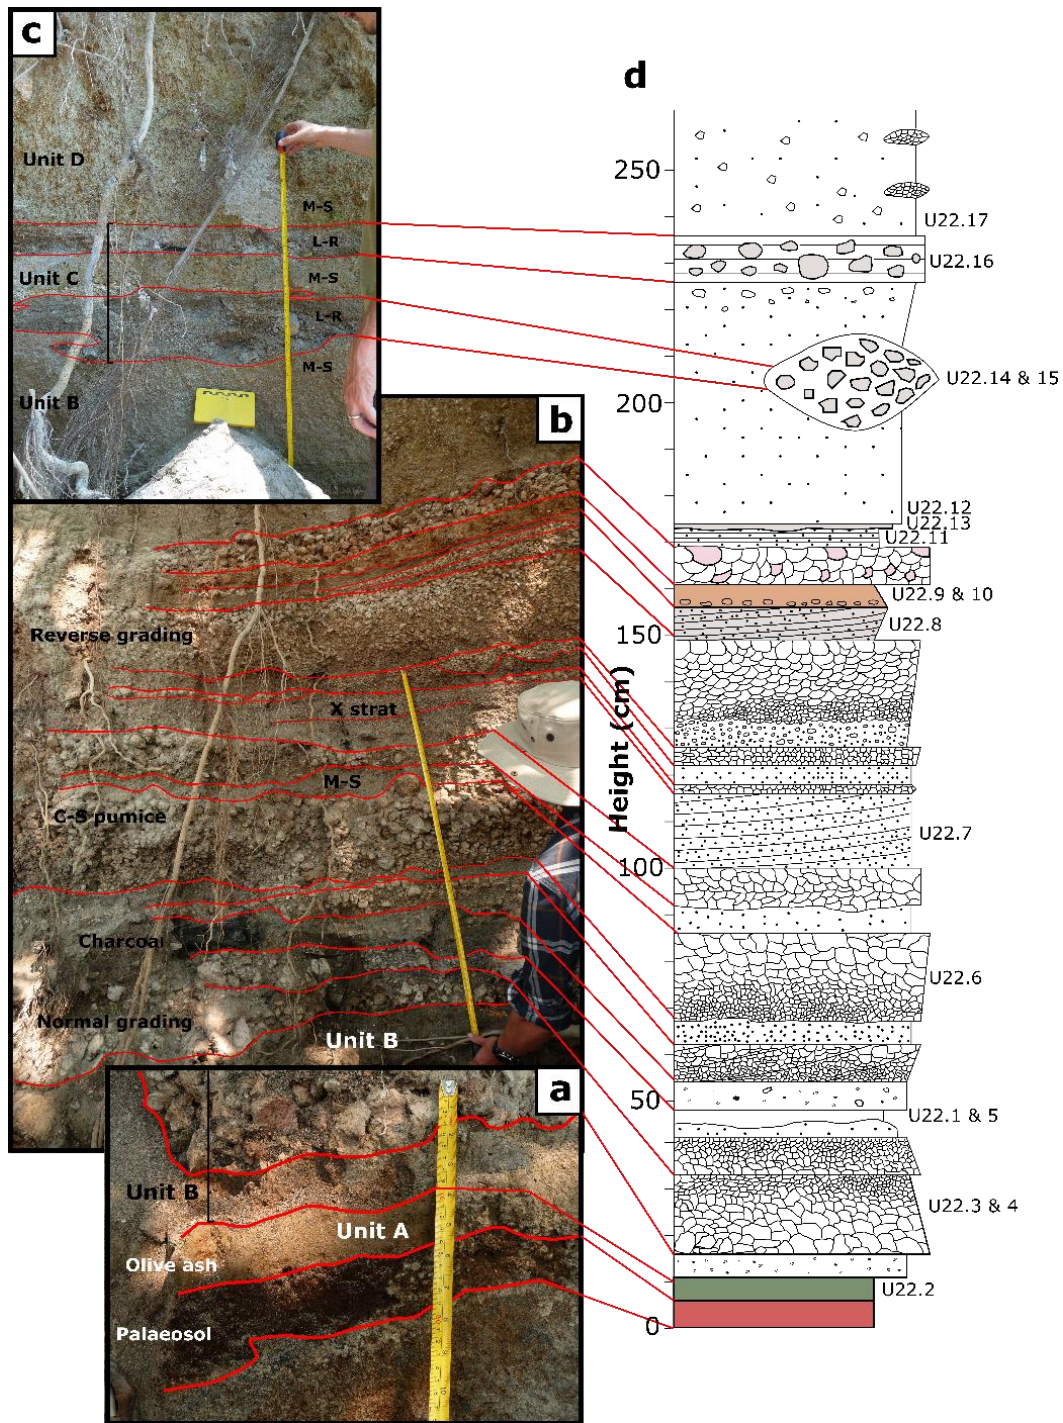 c
Unit D
M-S
L-R
Unit C
M-S
L-R
M-S
Unit B
b
Reverse grading
X strat
M-S
C-S pumice
Charcoal
Normal grading
Unit B
a
Unit B
Unit A
Olive ash
Palaeosol
d
Height (cm)
250
200
150
100
50
0
U22.17
U22.16
U22.14 & 15
U22.12
U22.13
U22.11
U22.9 & 10
U22.8
U22.7
U22.6
U22.1 & 5
U22.3 & 4
U22.2